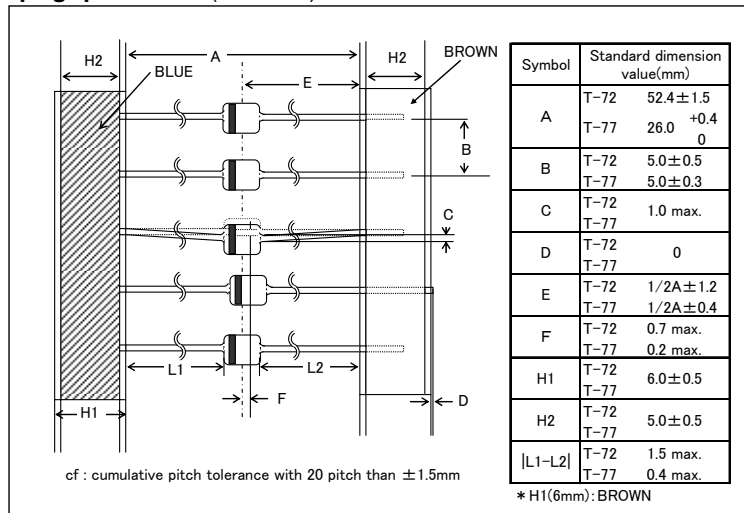 H2
A
H2
BROWN
BLUE
E
B
C
L1
L2
F
H1
D
cf : cumulative pitch tolerance with 20 pitch than ±1.5mm
Symbol Standard dimension value(mm)
A T-72 52.4±1.5
T-77 26.0 +0.4 0
B T-72 5.0±0.5
T-77 5.0±0.3
C T-72 1.0 max.
T-77
D T-72 0
T-77
E T-72 1/2A±1.2
T-77 1/2A±0.4
F T-72 0.7 max.
T-77 0.2 max.
H1 T-72 6.0±0.5
T-77
H2 T-72 5.0±0.5
T-77
|L1-L2| T-72 1.5 max.
T-77 0.4 max.
*H1(6mm):BROWN